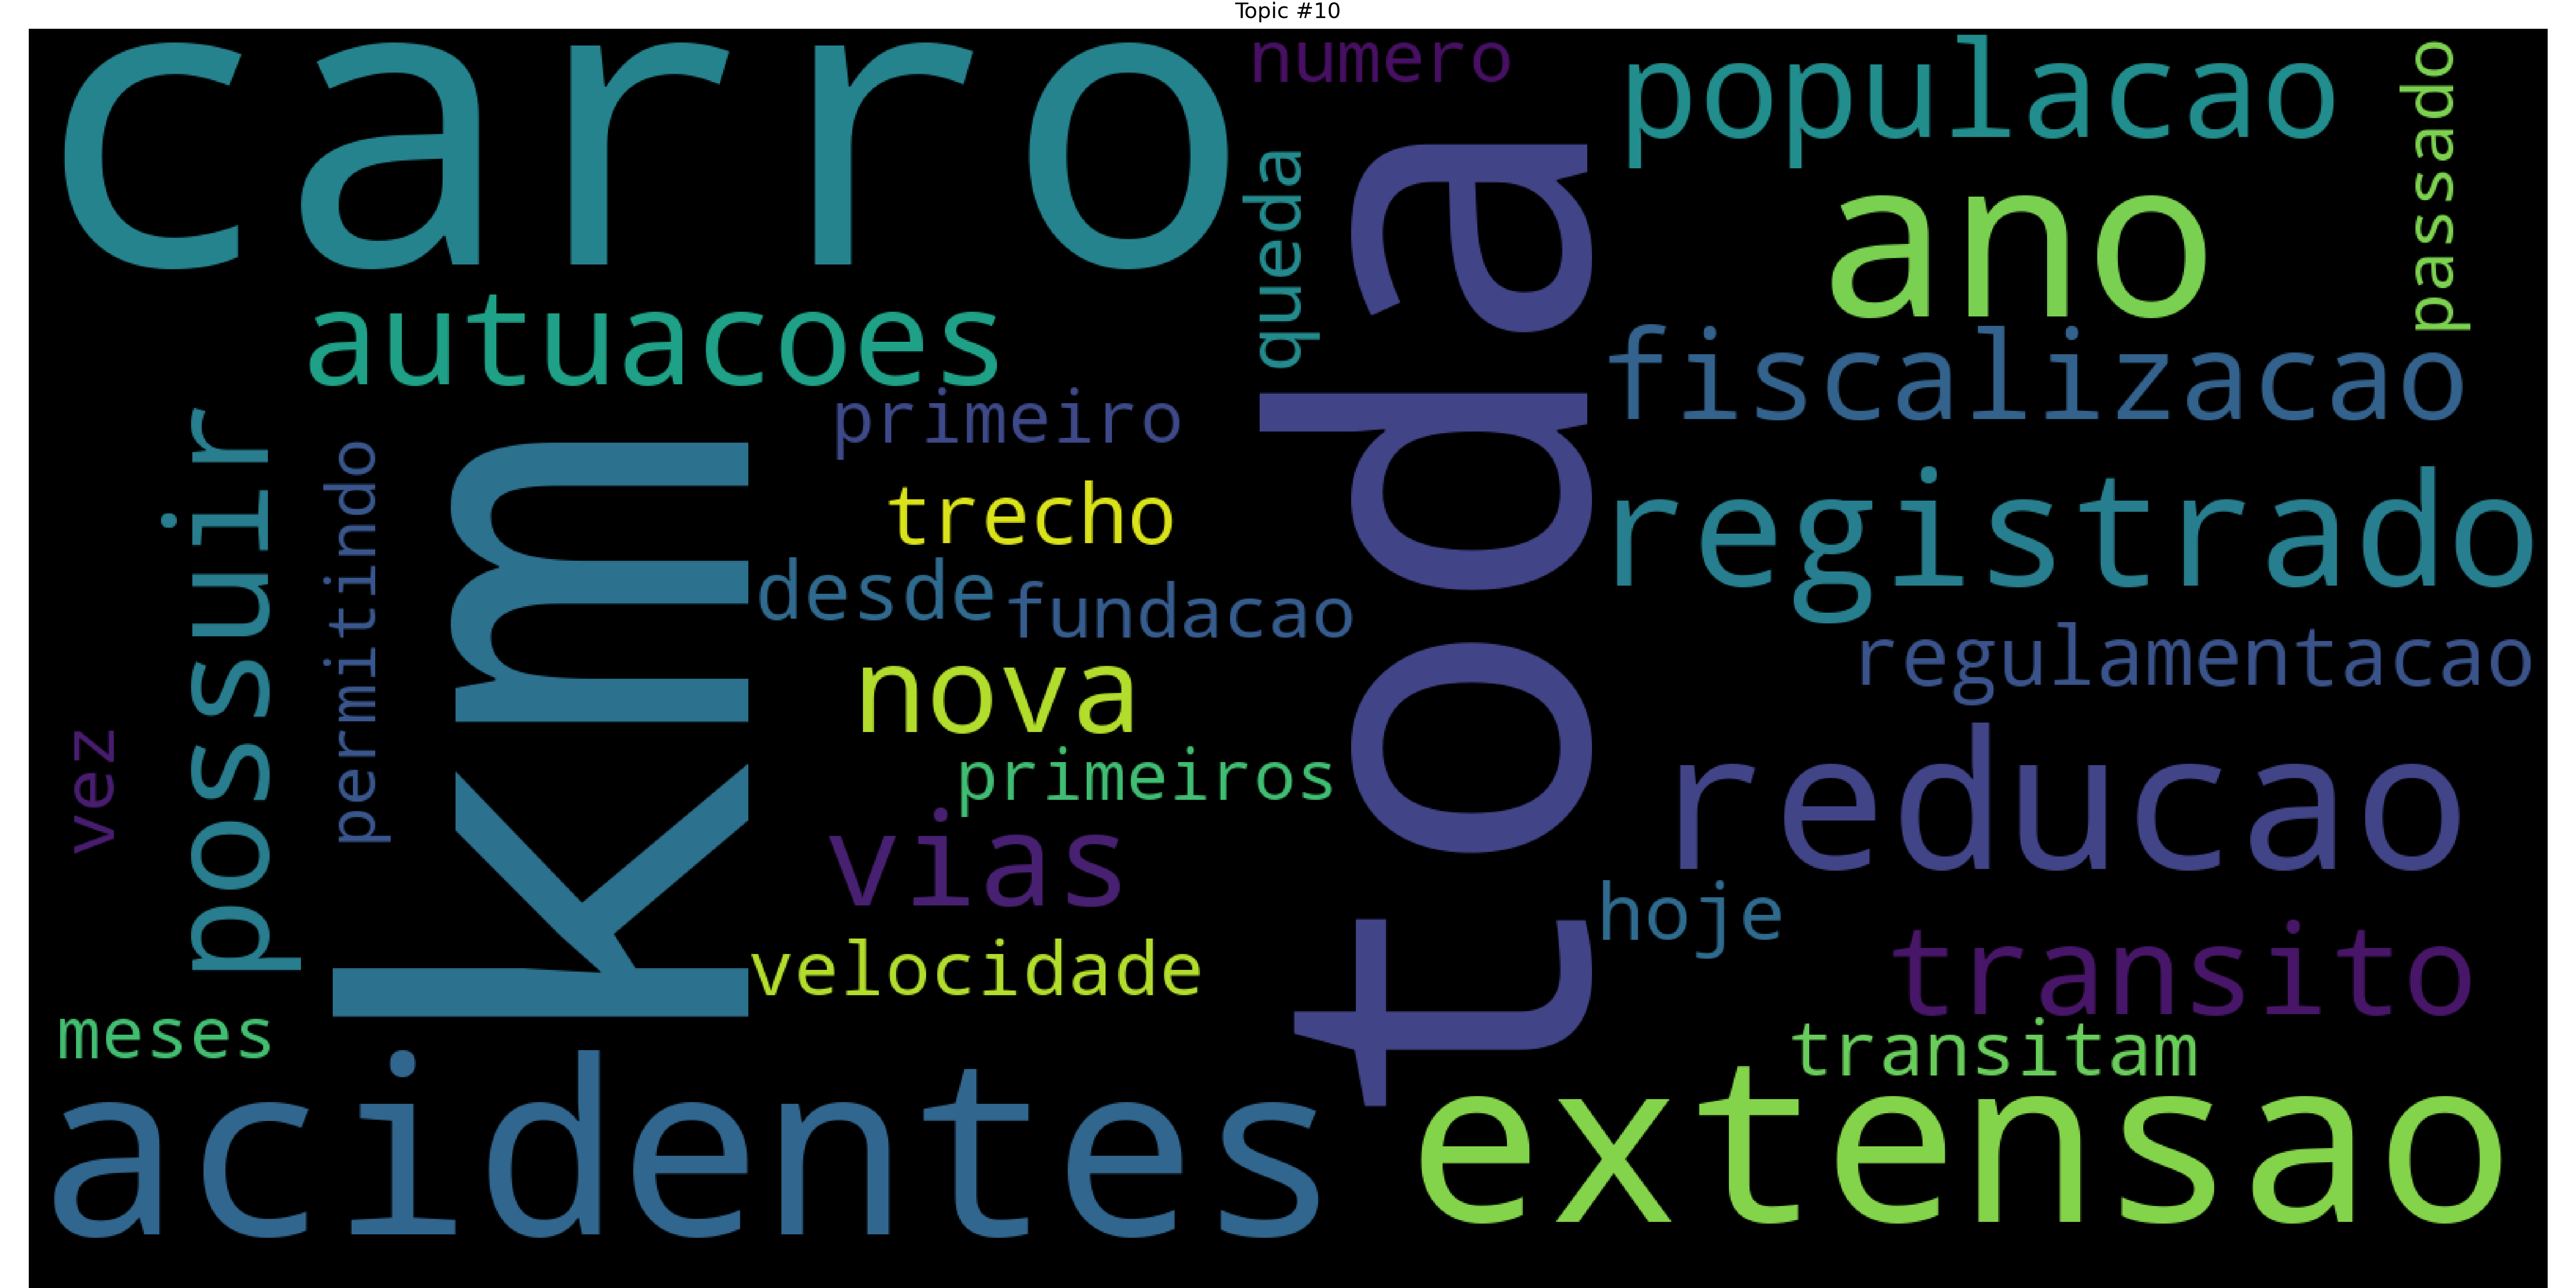 Topic #10
carro
numero
populacao
passado
queda
ano
autuacoes
fiscalizacao
primeiro
possuir
permitindo
km
toda
trecho
registrado
desde
fundacao
regulamentacao
nova
vez
primeiros
reducao
vias
hoje
velocidade
transito
meses
transitam
acidentes
extensao